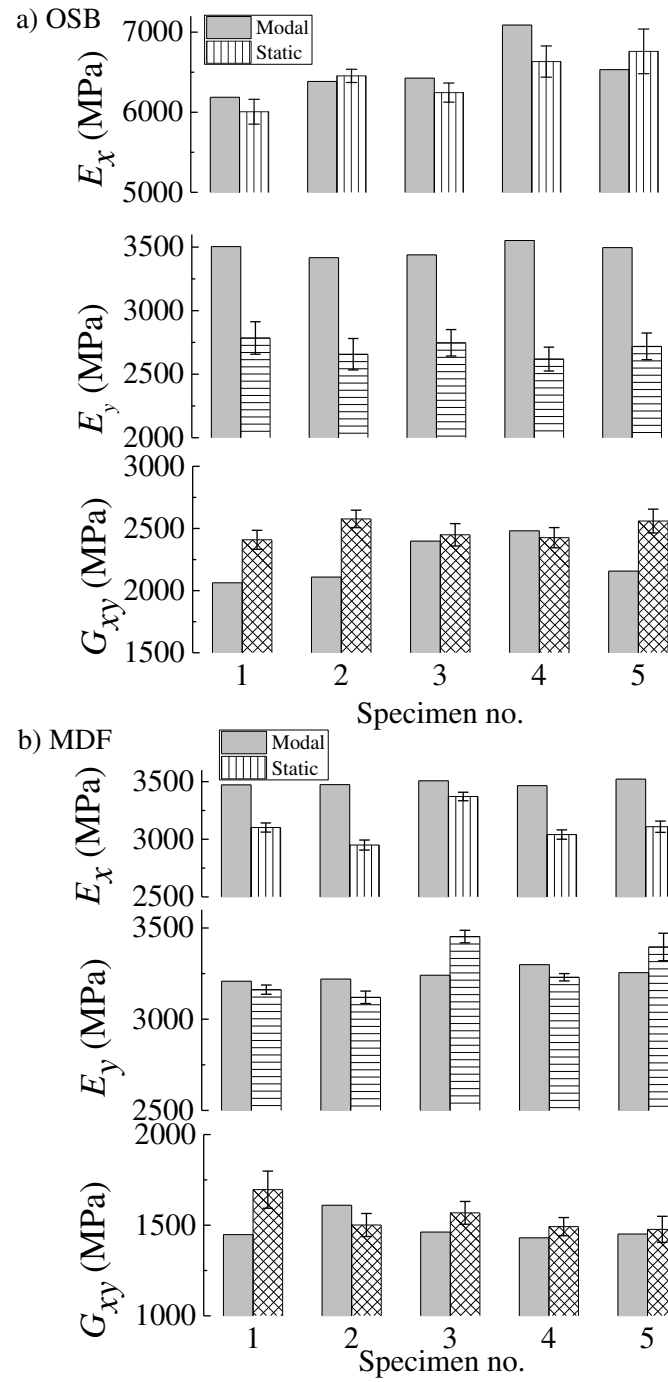 a) OSB
Modal
Static
7000
6000
5000
E_x (MPa)
3500
3000
2500
2000
E_y (MPa)
3000
2500
2000
1500
G_xy (MPa)
1 2 3 4 5
Specimen no.
b) MDF
Modal
Static
3500
3000
2500
E_x (MPa)
3500
3000
2500
E_y (MPa)
2000
1500
1000
G_xy (MPa)
1 2 3 4 5
Specimen no.